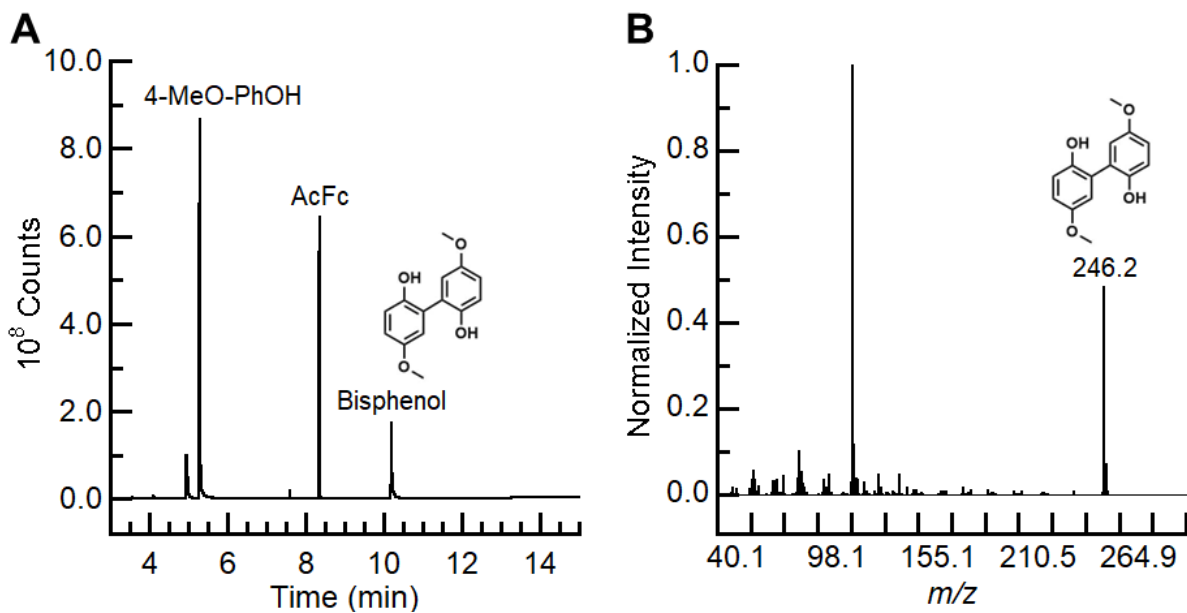 A
10.0
8.0
6.0
4.0
2.0
0.0
10⁸ Counts
4-MeO-PhOH
AcFc
Bisphenol
O
OH
OH
O
4 6 8 10 12 14
Time (min)
B
1.0
0.8
0.6
0.4
0.2
0.0
Normalized Intensity
O
OH
OH
O
246.2
40.1 98.1 155.1 210.5 264.9
m/z